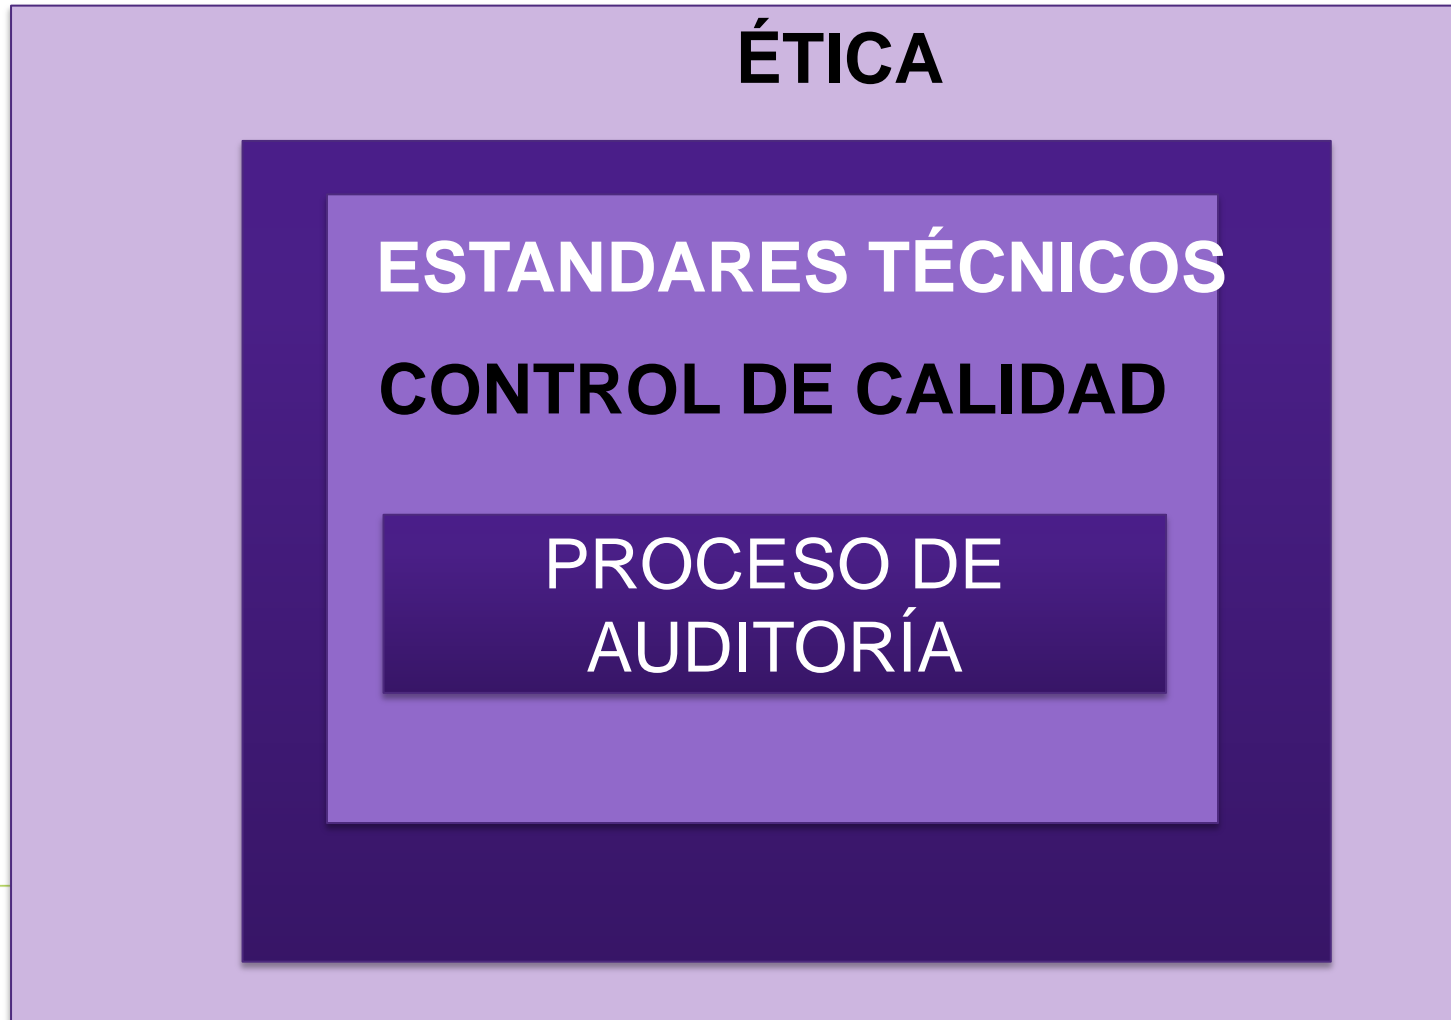 ÉTICA
ESTANDARES TÉCNICOS
CONTROL DE CALIDAD
PROCESO DE
AUDITORÍA